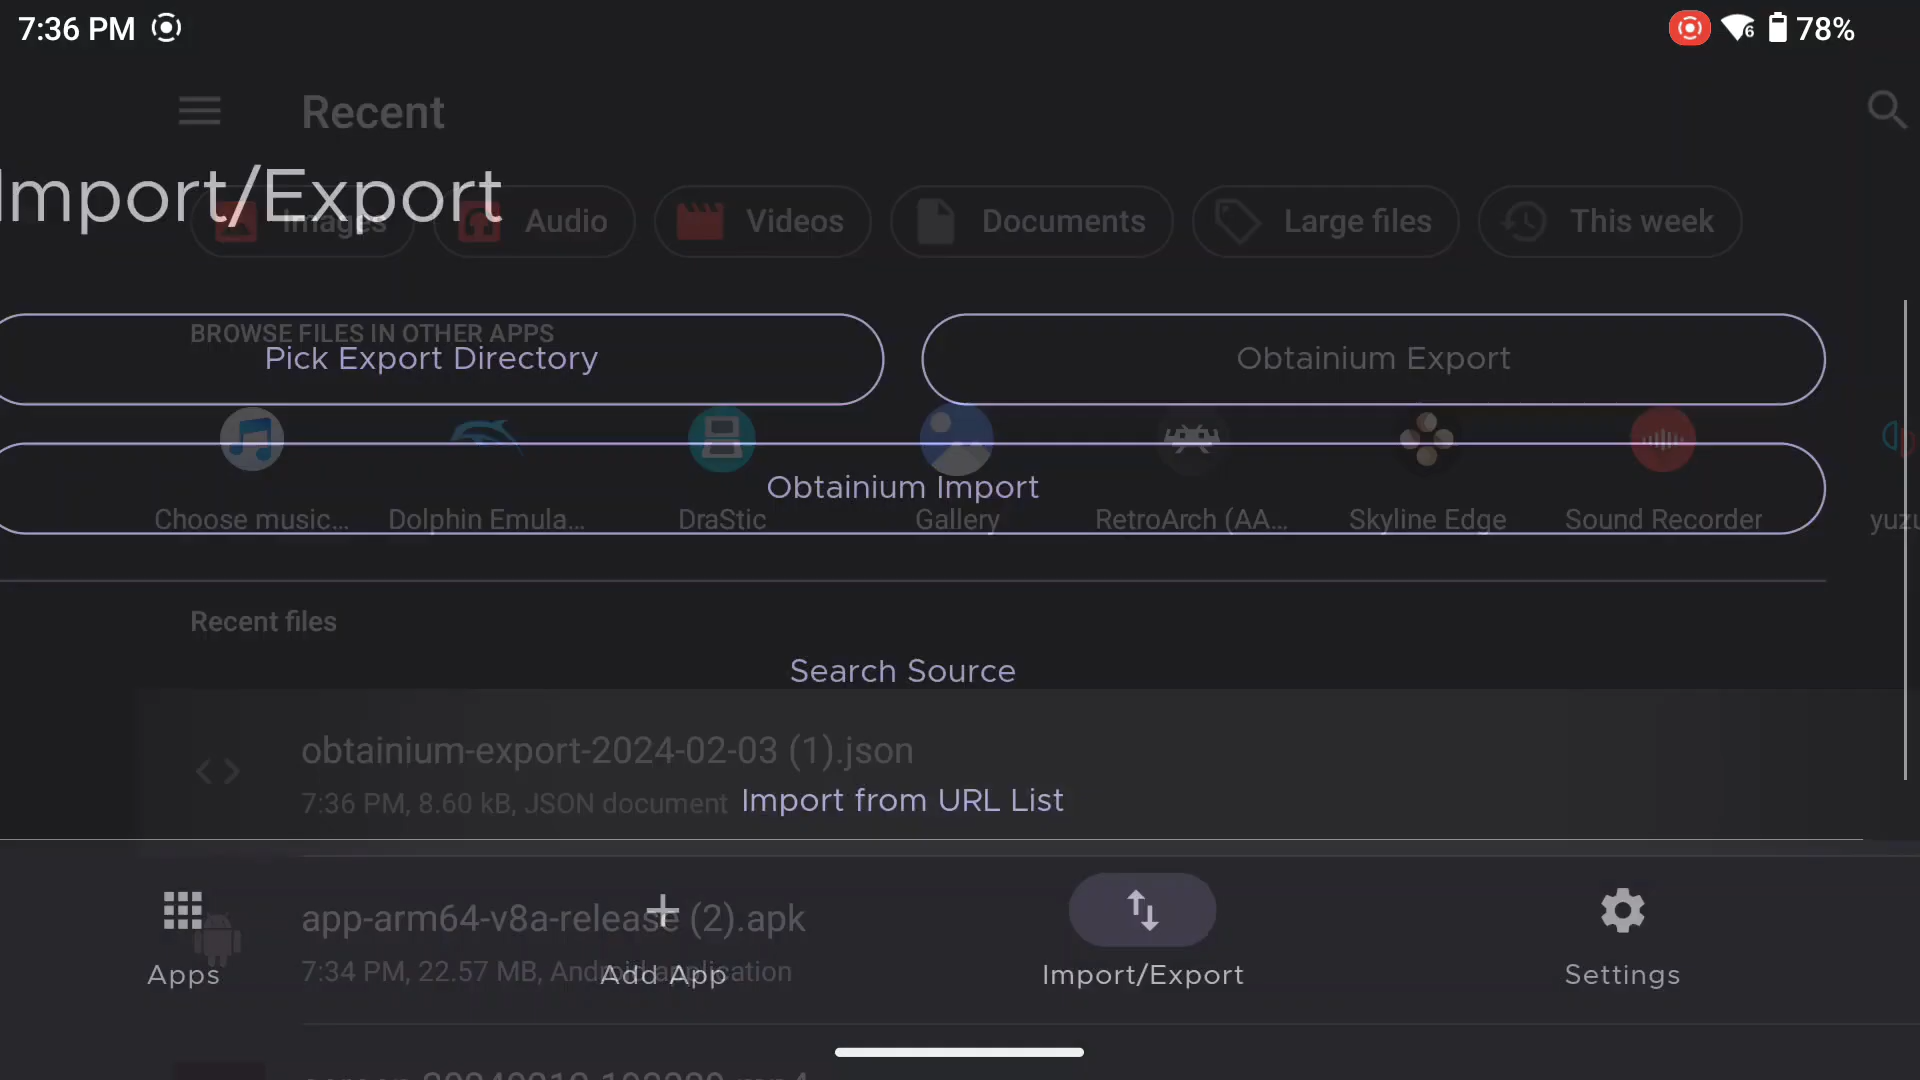 7:36 PM
6 78%
Recent
Import/Export
Images
Audio
Videos
Documents
Large files
This week
BROWSE FILES IN OTHER APPS
Pick Export Directory
Obtainium Export
Obtainium Import
Choose music...
Dolphin Emula...
DraStic
Gallery
RetroArch (AA...
Skyline Edge
Sound Recorder
yuzu
Recent files
Search Source
obtainium-export-2024-02-03 (1).json
7:36 PM, 8.60 kB, JSON document
Import from URL List
app-arm64-v8a-release (2).apk
7:34 PM, 22.57 MB, Android application
Apps
Add App
Import/Export
Settings